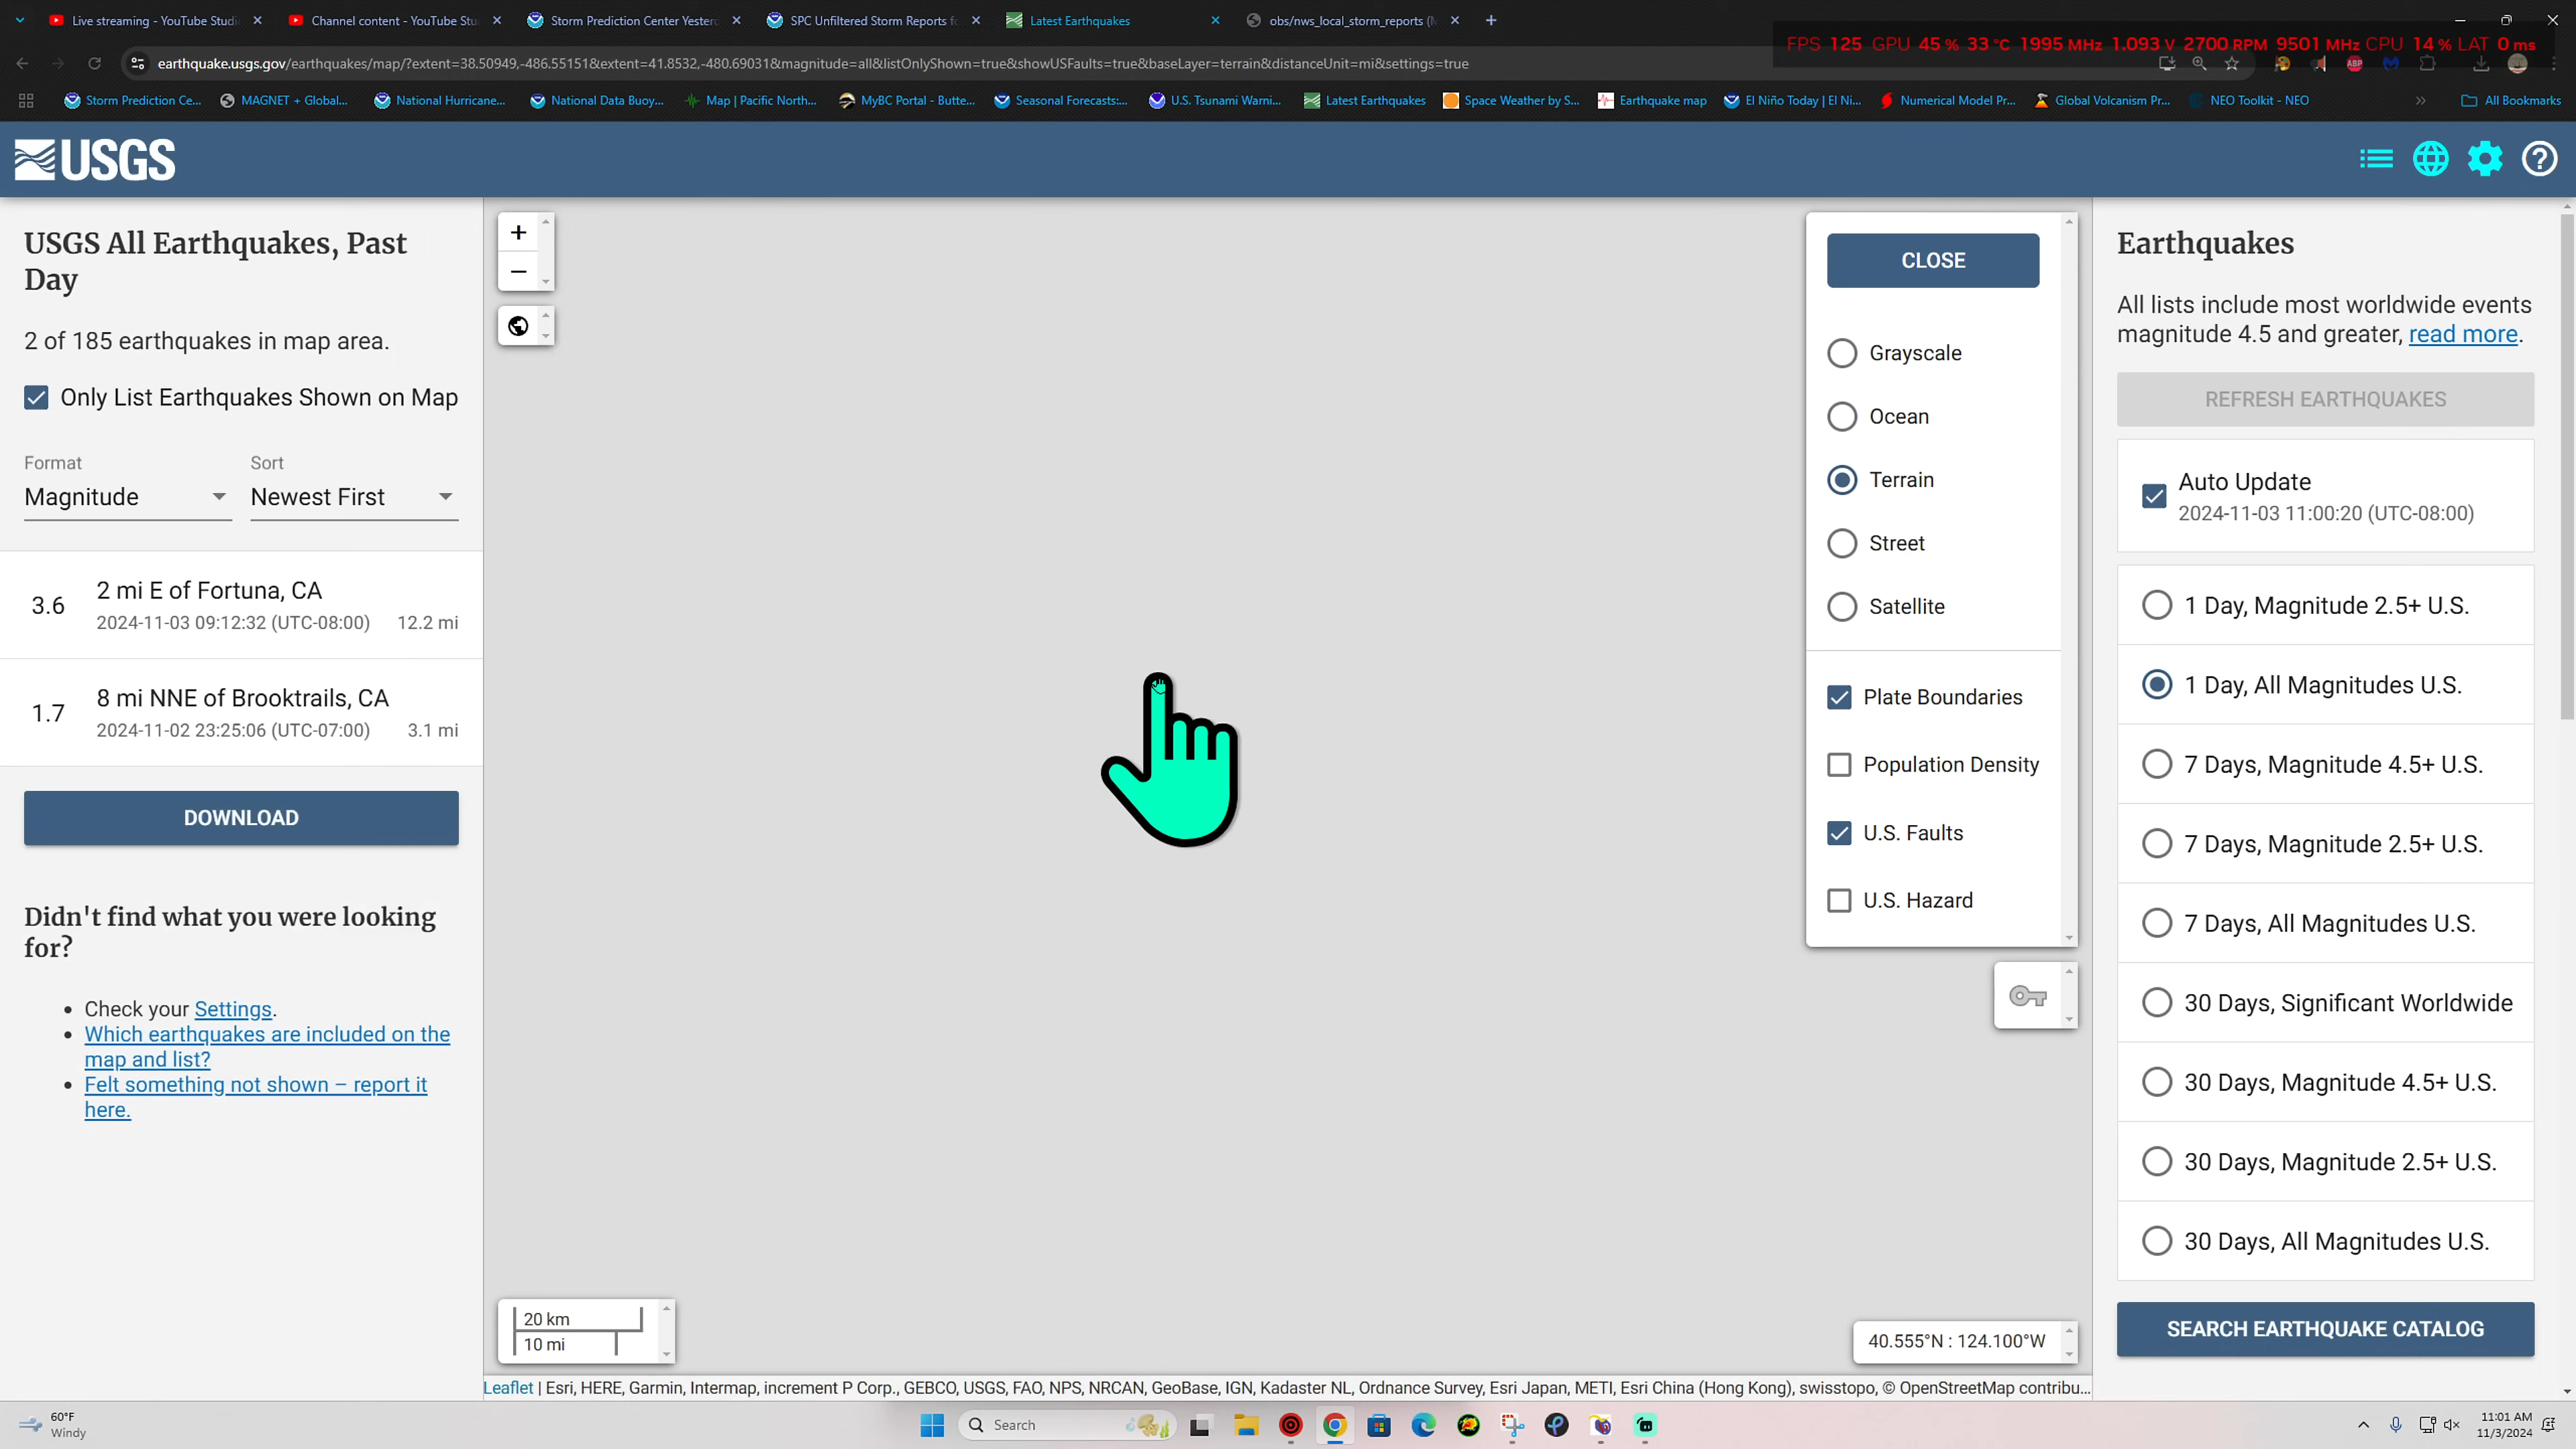 Live streaming - YouTube Studi
Channel content - YouTube Stu
Storm Prediction Center Yester
SPC Unfiltered Storm Reports fo
Latest Earthquakes
obs/nws_local_storm_reports (M
FPS 125 GPU 45 % 33 °C 1995 MHz 1.093 V 2700 RPM 9501 MHz CPU 14 % LAT 0 ms
earthquake.usgs.gov/earthquakes/map/?extent=38.50949,-486.55151&extent=41.8532,-480.69031&magnitude=all&listOnlyShown=true&showUSFaults=true&baseLayer=terrain&distanceUnit=mi&settings=true
ABP
Storm Prediction Ce...
MAGNET + Global...
National Hurricane...
National Data Buoy...
Map | Pacific North...
MyBC Portal - Butte...
Seasonal Forecasts:...
U.S. Tsunami Warni...
Latest Earthquakes
Space Weather by S...
Earthquake map
El Niño Today | El Ni...
Numerical Model Pr...
Global Volcanism Pr...
NEO Toolkit - NEO
All Bookmarks
USGS
USGS All Earthquakes, Past
Day
2 of 185 earthquakes in map area.
Only List Earthquakes Shown on Map
Format
Sort
Magnitude
Newest First
3.6
2 mi E of Fortuna, CA
2024-11-03 09:12:32 (UTC-08:00)
12.2 mi
1.7
8 mi NNE of Brooktrails, CA
2024-11-02 23:25:06 (UTC-07:00)
3.1 mi
DOWNLOAD
Didn't find what you were looking
for?
Check your Settings.
Which earthquakes are included on the
map and list?
Felt something not shown – report it
here.
CLOSE
Grayscale
Ocean
Terrain
Street
Satellite
Plate Boundaries
Population Density
U.S. Faults
U.S. Hazard
20 km
10 mi
40.555°N : 124.100°W
Leaflet | Esri, HERE, Garmin, Intermap, increment P Corp., GEBCO, USGS, FAO, NPS, NRCAN, GeoBase, IGN, Kadaster NL, Ordnance Survey, Esri Japan, METI, Esri China (Hong Kong), swisstopo, © OpenStreetMap contribu...
Earthquakes
All lists include most worldwide events
magnitude 4.5 and greater, read more.
REFRESH EARTHQUAKES
Auto Update
2024-11-03 11:00:20 (UTC-08:00)
1 Day, Magnitude 2.5+ U.S.
1 Day, All Magnitudes U.S.
7 Days, Magnitude 4.5+ U.S.
7 Days, Magnitude 2.5+ U.S.
7 Days, All Magnitudes U.S.
30 Days, Significant Worldwide
30 Days, Magnitude 4.5+ U.S.
30 Days, Magnitude 2.5+ U.S.
30 Days, All Magnitudes U.S.
SEARCH EARTHQUAKE CATALOG
60°F
Windy
Search
11:01 AM
11/3/2024